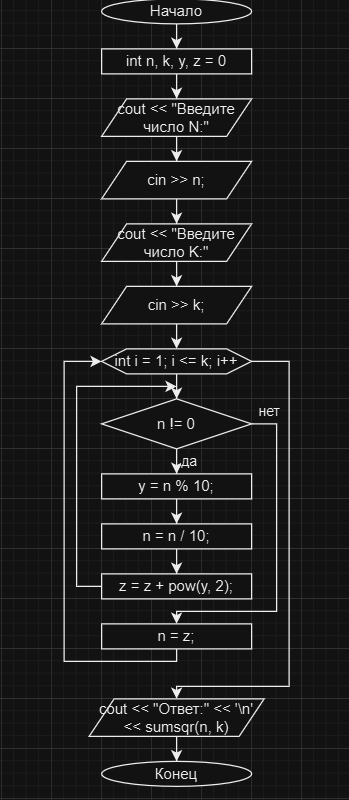 Начало
int n, k, y, z = 0
cout << "Введите
число N:"
cin >> n;
cout << "Введите
число K:"
cin >> k;
int i = 1; i <= k; i++
n != 0
нет
да
y = n % 10;
n = n / 10;
z = z + pow(y, 2);
n = z;
cout << "Ответ:" << '\n'
<< sumsqr(n, k)
Конец